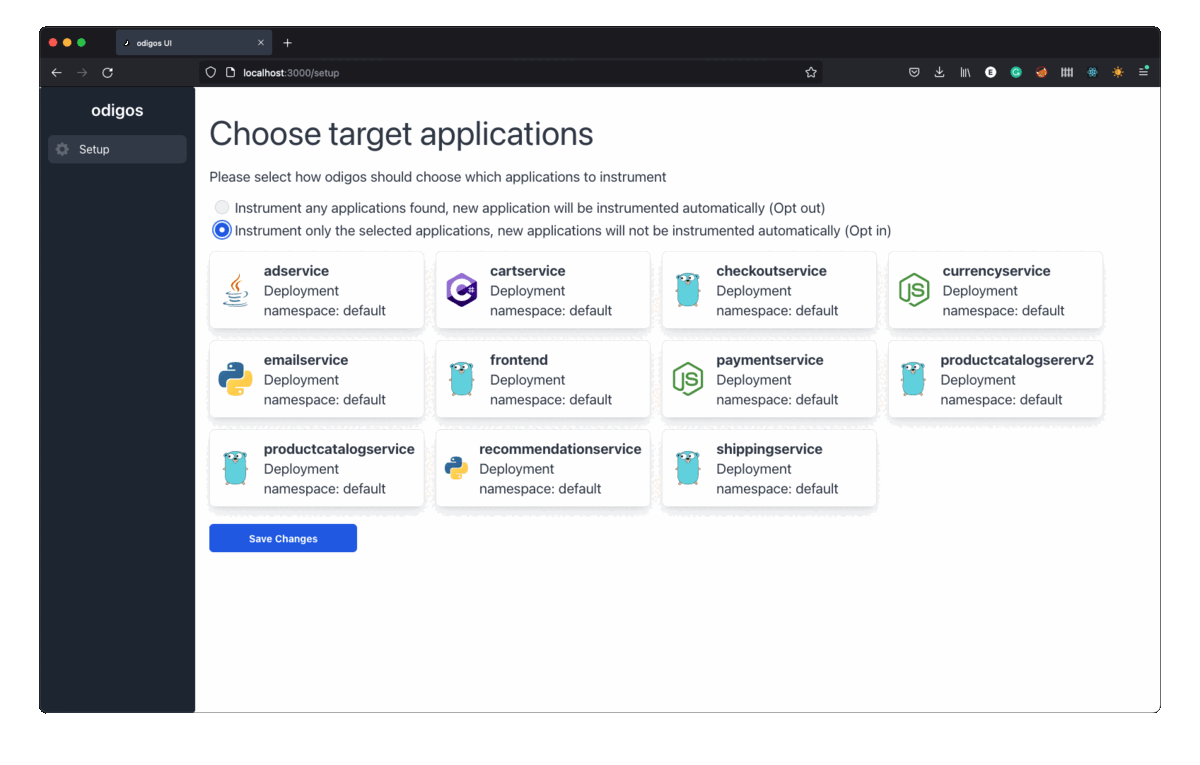 odigos UI
localhost:3000/setup
E
odigos
Setup
Choose target applications
Please select how odigos should choose which applications to instrument
Instrument any applications found, new application will be instrumented automatically (Opt out)
Instrument only the selected applications, new applications will not be instrumented automatically (Opt in)
adservice
Deployment
namespace: default
C#
cartservice
Deployment
namespace: default
checkoutservice
Deployment
namespace: default
JS
currencyservice
Deployment
namespace: default
emailservice
Deployment
namespace: default
frontend
Deployment
namespace: default
JS
paymentservice
Deployment
namespace: default
productcatalogsererv2
Deployment
namespace: default
productcatalogservice
Deployment
namespace: default
recommendationservice
Deployment
namespace: default
shippingservice
Deployment
namespace: default
Save Changes